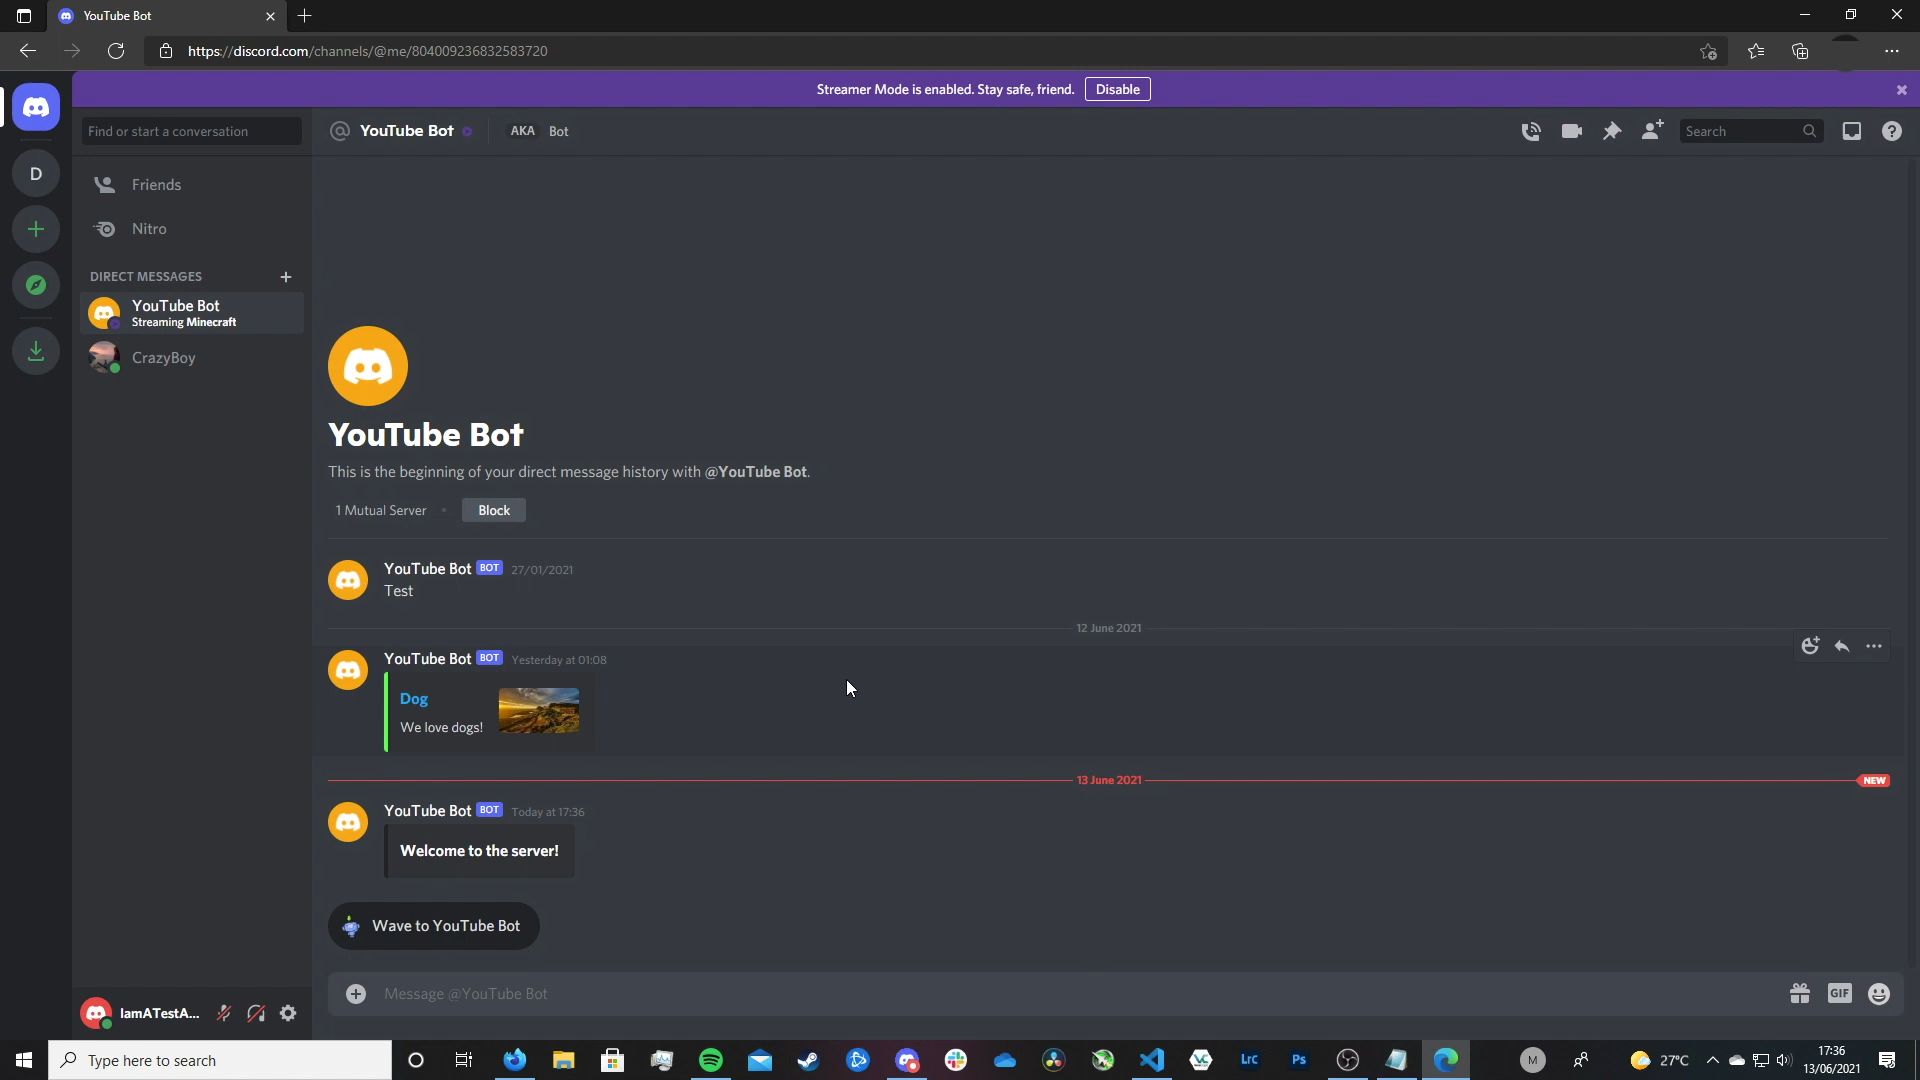 YouTube Bot
https://discord.com/channels/@me/804009236832583720
Streamer Mode is enabled. Stay safe, friend.
Disable
Find or start a conversation
YouTube Bot
AKA Bot
Search
D
Friends
Nitro
DIRECT MESSAGES
YouTube Bot
Streaming Minecraft
CrazyBoy
YouTube Bot
This is the beginning of your direct message history with @YouTube Bot.
1 Mutual Server
Block
YouTube Bot BOT 27/01/2021
Test
12 June 2021
YouTube Bot BOT Yesterday at 01:08
Dog
We love dogs!
13 June 2021
NEW
YouTube Bot BOT Today at 17:36
Welcome to the server!
Wave to YouTube Bot
Message @YouTube Bot
GIF
IamATestA...
Type here to search
Lrc
Ps
M
27°C
17:36
13/06/2021